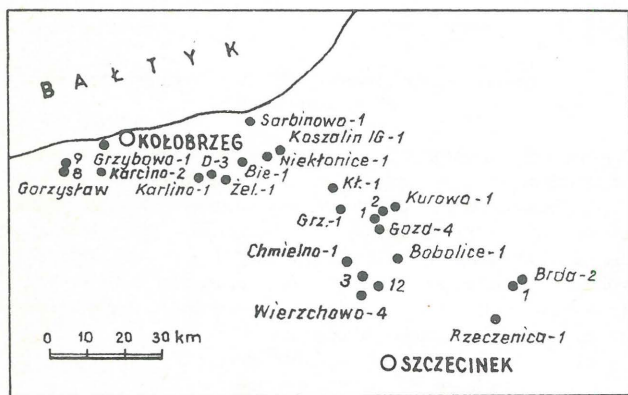 BAŁTYK
Sarbinowo-1
KOŁOBRZEG
Koszalin IG-1
9 Grzybowo-1 D-3 Niekłonice-1
8 Karcino-2 Bie-1
Gorzysław Karlino-1 Żel.-1
Kł.-1
2 Kurowo-1
Grz.-1 1
Gozd-4
Chmielno-1 Bobolice-1
3 12 Brda-2
1
Wierzchowo-4
Rzeczenica-1
0 10 20 30 km
SZCZECINEK